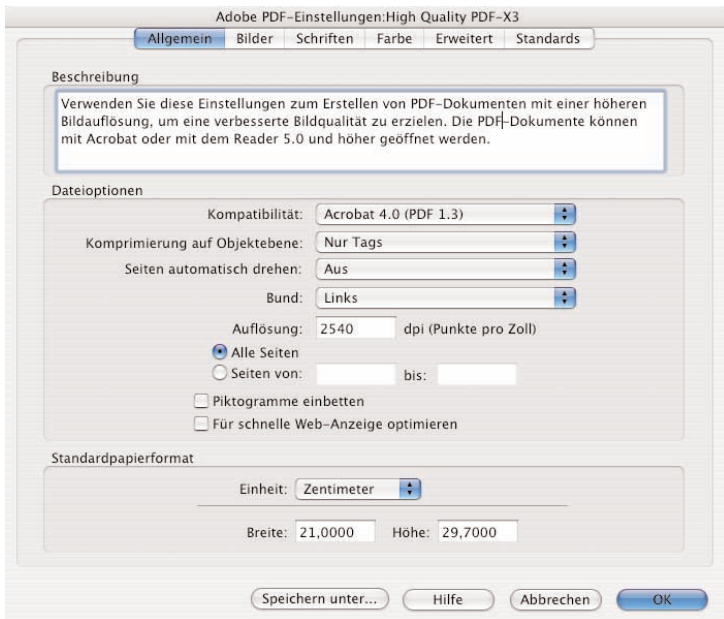 Adobe PDF-Einstellungen:High Quality PDF-X3
Allgemein Bilder Schriften Farbe Erweitert Standards
Beschreibung
Verwenden Sie diese Einstellungen zum Erstellen von PDF-Dokumenten mit einer höheren
Bildauflösung, um eine verbesserte Bildqualität zu erzielen. Die PDF-Dokumente können
mit Acrobat oder mit dem Reader 5.0 und höher geöffnet werden.
Dateioptionen
Kompatibilität: Acrobat 4.0 (PDF 1.3)
Komprimierung auf Objektebene: Nur Tags
Seiten automatisch drehen: Aus
Bund: Links
Auflösung: 2540 dpi (Punkte pro Zoll)
Alle Seiten
Seiten von: bis:
Piktogramme einbetten
Für schnelle Web-Anzeige optimieren
Standardpapierformat
Einheit: Zentimeter
Breite: 21,0000 Höhe: 29,7000
Speichern unter... Hilfe Abbrechen OK